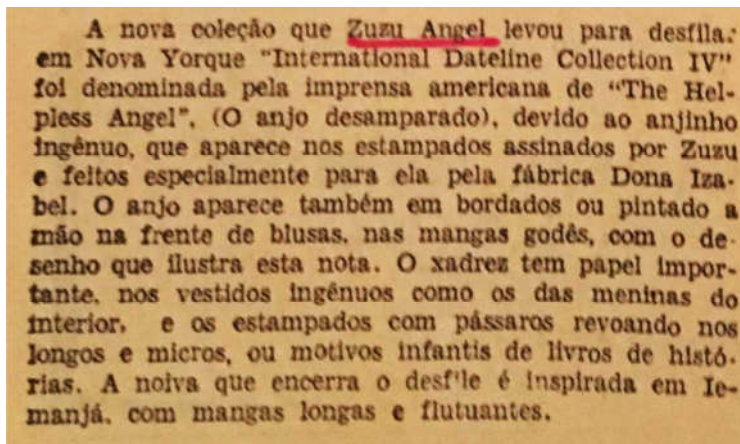 A nova coleção que Zuzu Angel levou para desfilar
em Nova Yorque "International Dateline Collection IV"
foi denominada pela imprensa americana de "The Hel-
pless Angel", (O anjo desamparado), devido ao anjinho
ingênuo, que aparece nos estampados assinados por Zuzu
e feitos especialmente para ela pela fábrica Dona Iza-
bel. O anjo aparece também em bordados ou pintado a
mão na frente de blusas, nas mangas godês, com o de-
senho que ilustra esta nota. O xadrez tem papel impor-
tante, nos vestidos ingênuos como os das meninas do
interior, e os estampados com pássaros revoando nos
longos e micros, ou motivos infantis de livros de histó-
rias. A noiva que encerra o desfile é inspirada em Ie-
manjá, com mangas longas e flutuantes.